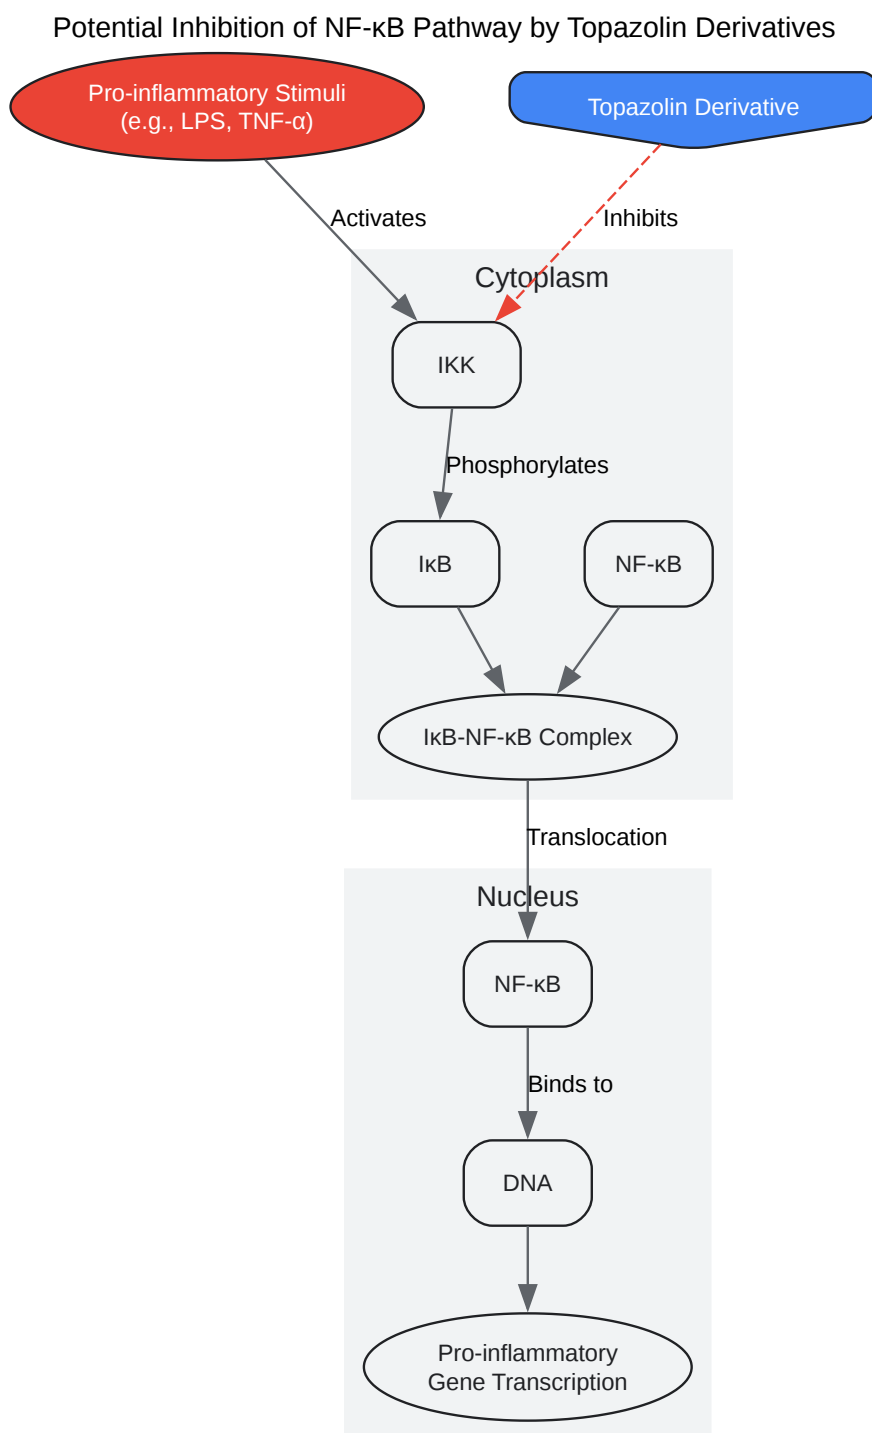 Potential Inhibition of NF-κB Pathway by Topazolin Derivatives
Pro-inflammatory Stimuli
(e.g., LPS, TNF-α)
Topazolin Derivative
Activates
Inhibits
Cytoplasm
IKK
Phosphorylates
IκB
NF-κB
IκB-NF-κB Complex
Translocation
Nucleus
NF-κB
Binds to
DNA
Pro-inflammatory
Gene Transcription